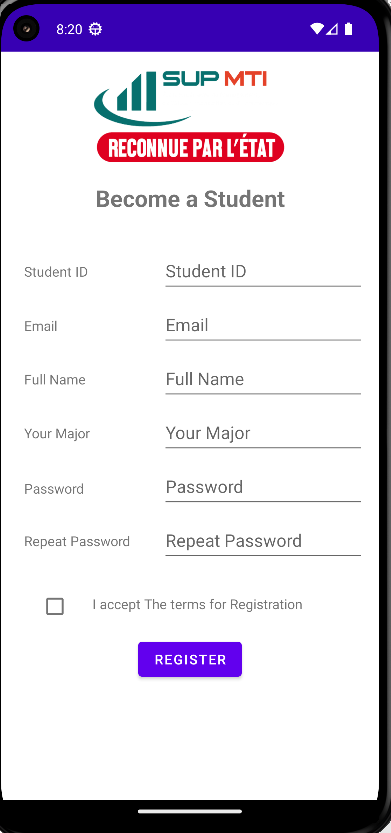 8:20
SUP MTI
RECONNUE PAR L'ÉTAT
Become a Student
Student ID Student ID
Email Email
Full Name Full Name
Your Major Your Major
Password Password
Repeat Password Repeat Password
I accept The terms for Registration
REGISTER